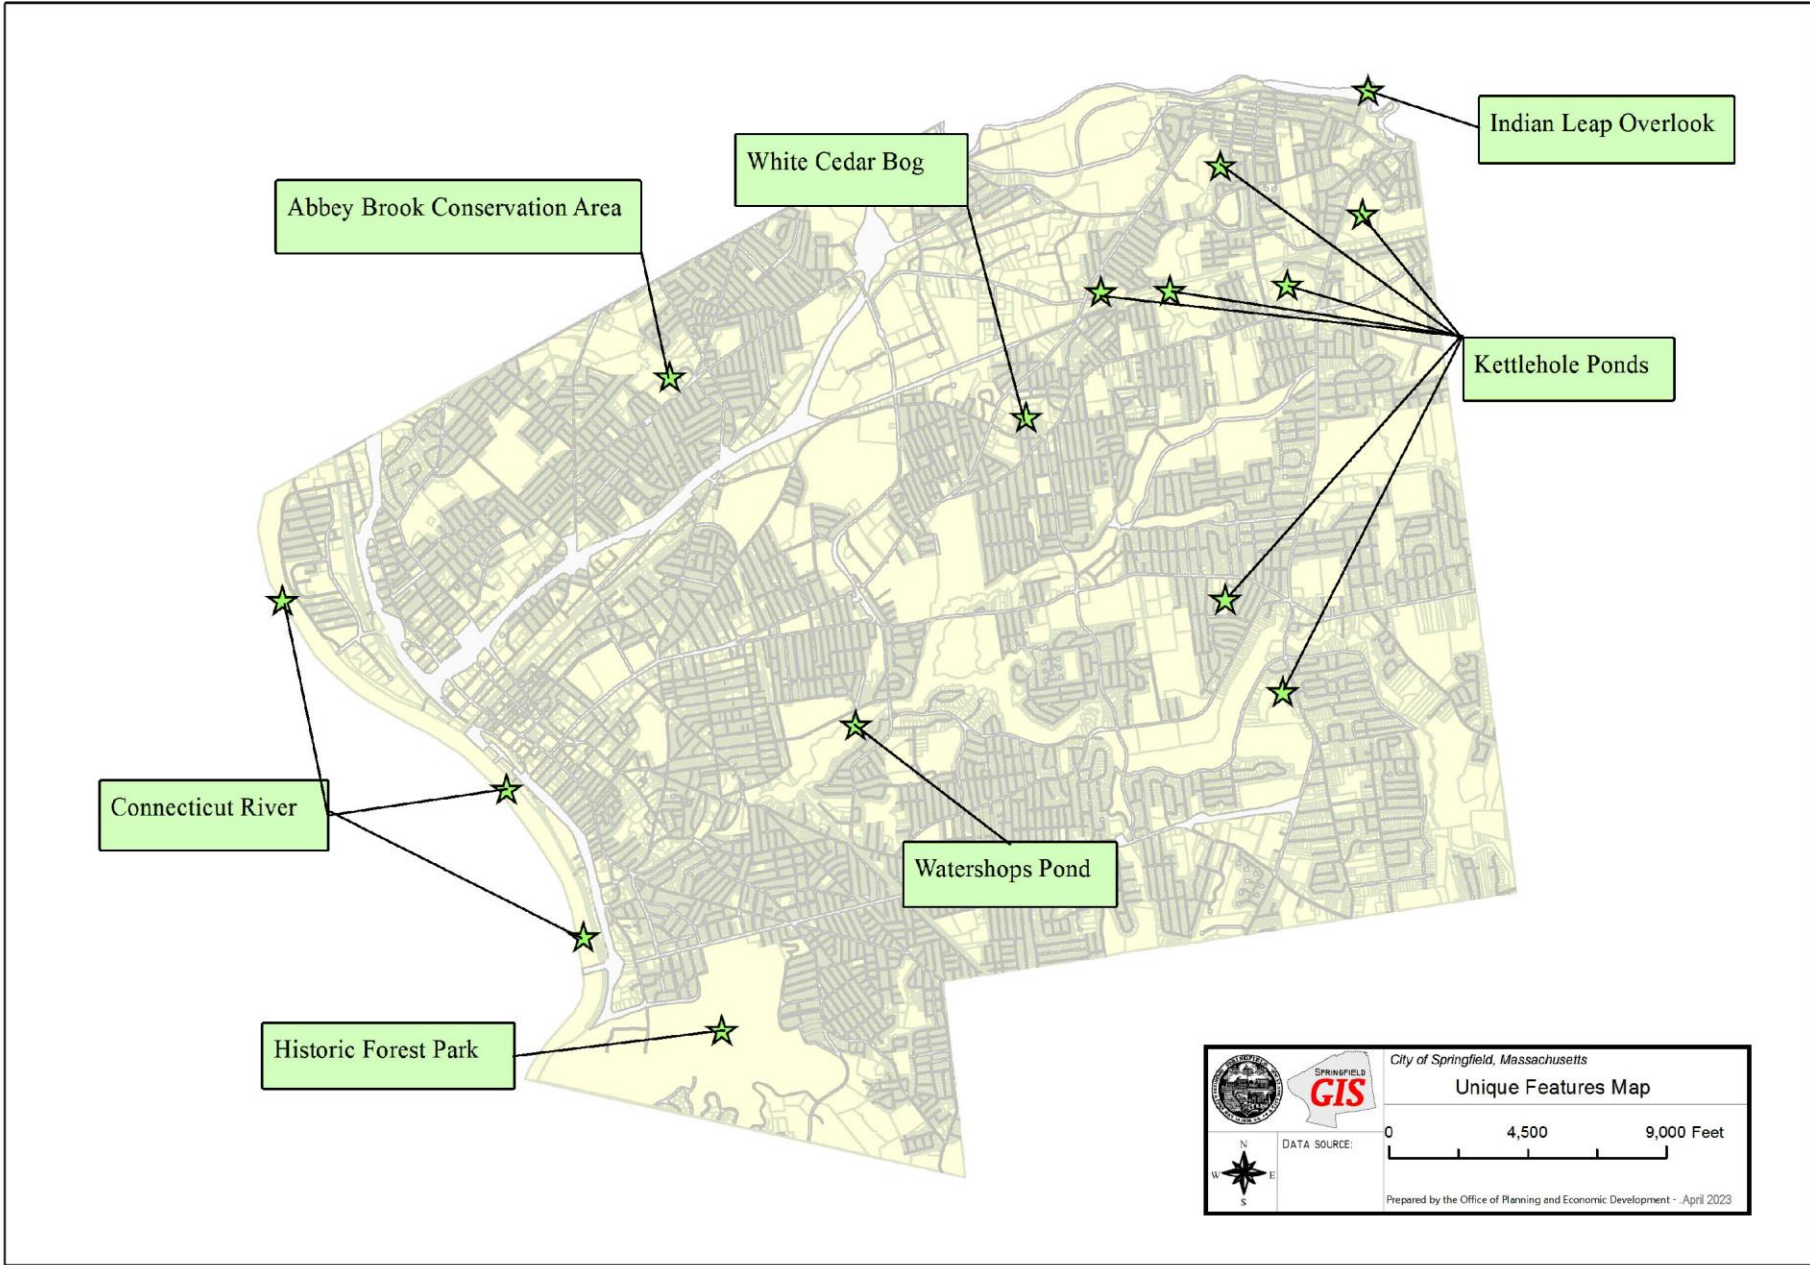 Indian Leap Overlook
White Cedar Bog
Abbey Brook Conservation Area
Kettlehole Ponds
Connecticut River
Watershops Pond
Historic Forest Park
City of Springfield, Massachusetts
SPRINGFIELD
GIS
Unique Features Map
0 4,500 9,000 Feet
N
W E
S
DATA SOURCE:
Prepared by the Office of Planning and Economic Development - April 2023